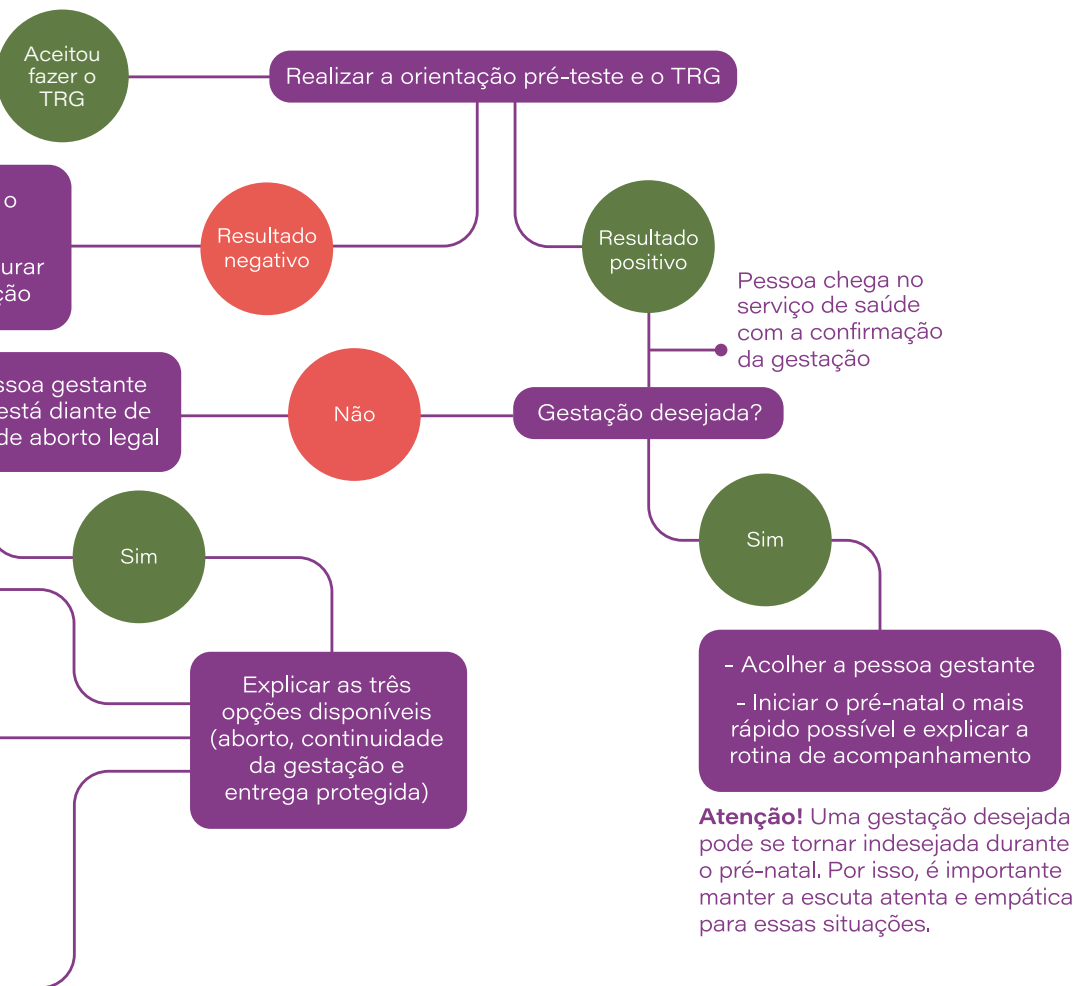 Aceitou
fazer o
TRG
Realizar a orientação pré-teste e o TRG
o
Resultado
negativo
Resultado
positivo
Pessoa chega no
serviço de saúde
com a confirmação
da gestação
gestante
está diante de
de aborto legal
Não
Gestação desejada?
Sim
Sim
Explicar as três
opções disponíveis
(aborto, continuidade
da gestação e
entrega protegida)
- Acolher a pessoa gestante
- Iniciar o pré-natal o mais
rápido possível e explicar a
rotina de acompanhamento
Atenção! Uma gestação desejada
pode se tornar indesejada durante
o pré-natal. Por isso, é importante
manter a escuta atenta e empática
para essas situações.